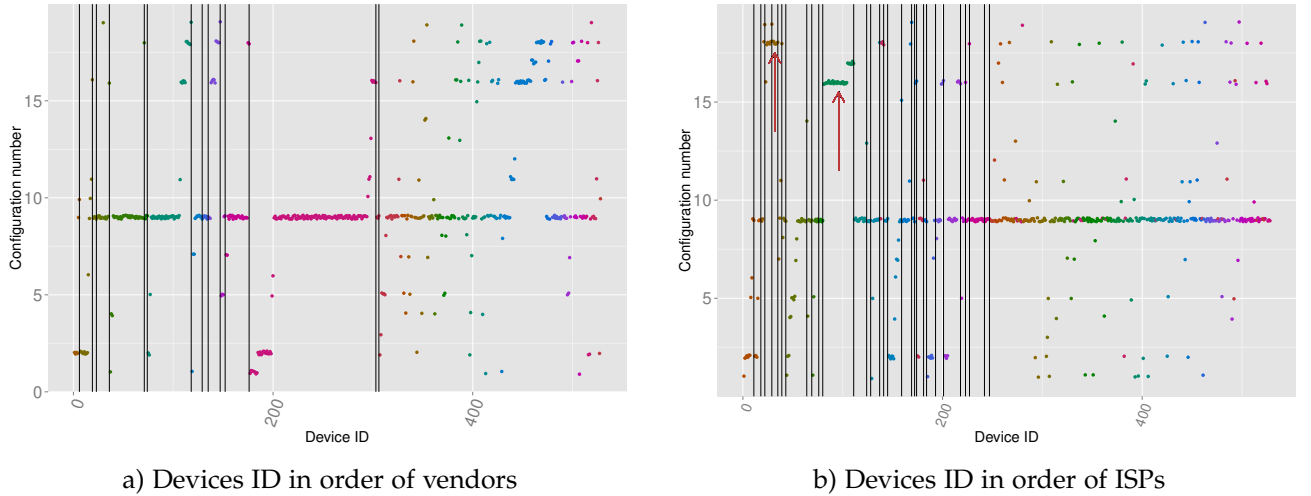 15
10
5
0
Configuration number
0
200
400
Device ID
a) Devices ID in order of vendors
15
10
5
Configuration number
0
200
400
Device ID
b) Devices ID in order of ISPs